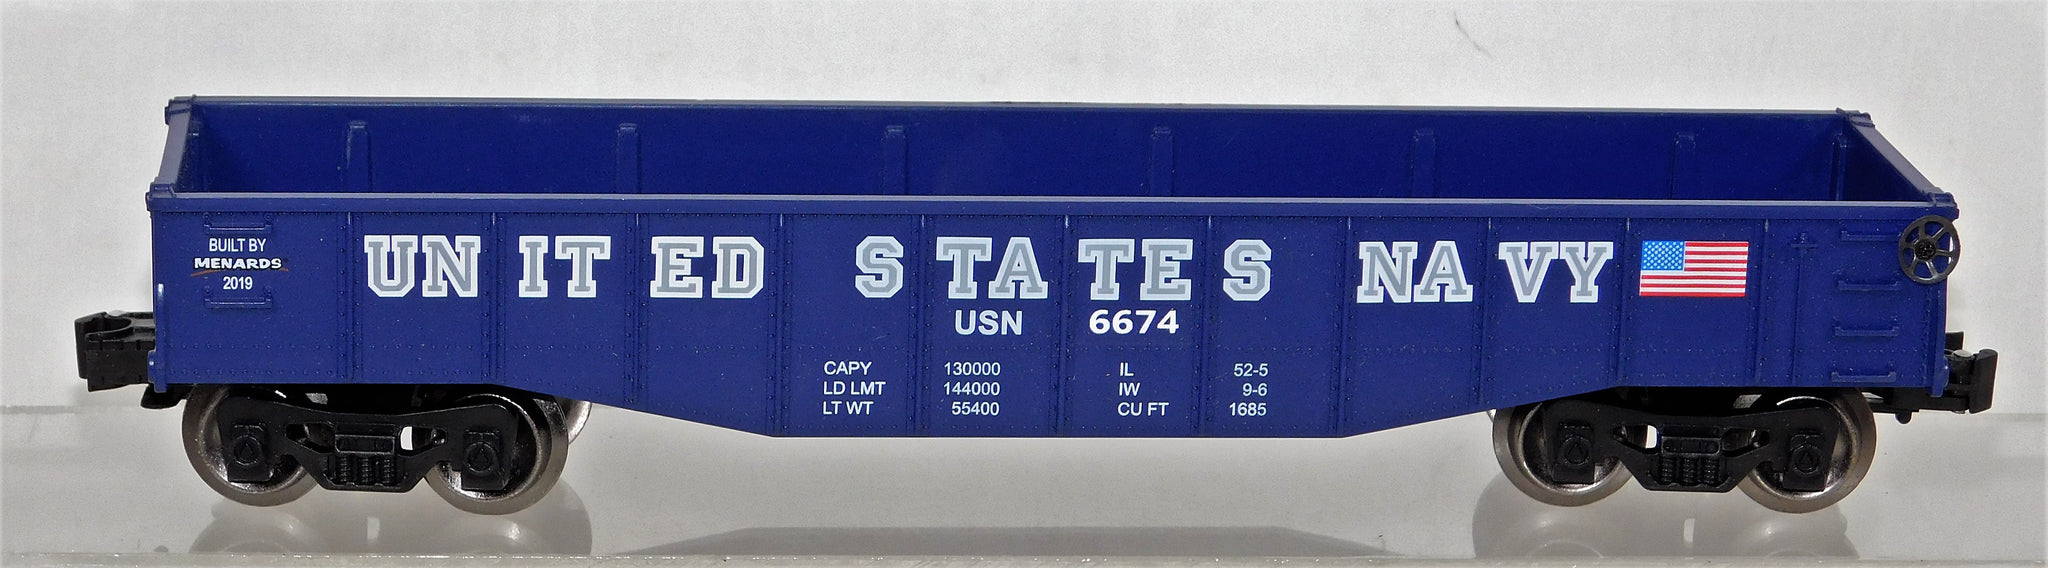 BUILT BY
MENARDS
2019
UNITED STATES NAVY
USN 6674
CAPY 130000 IL 52-5
LD LMT 144000 IW 9-6
LT WT 55400 CU FT 1685